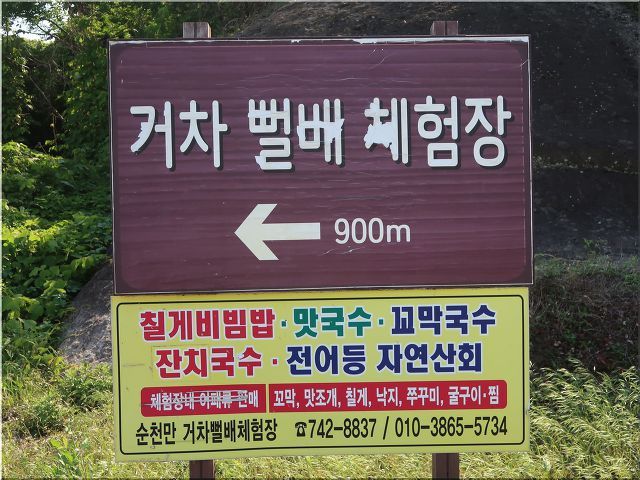 거차 뻘배 체험장
← 900m
칠게비빔밥 · 맛국수 · 꼬막국수
잔치국수 · 전어등 자연산회
체험장내 어패류 판매 꼬막, 맛조개, 칠게, 낙지, 쭈꾸미, 굴구이·찜
순천만 거차뻘배체험장 ☎742-8837 / 010-3865-5734